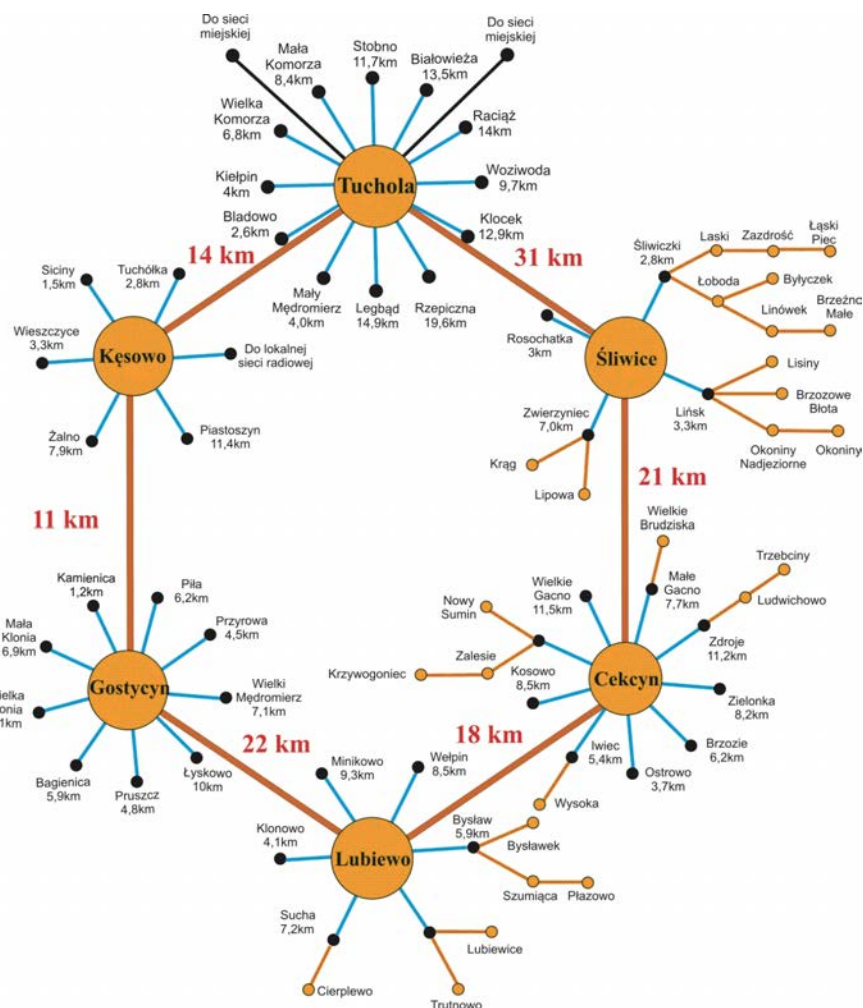 Do sieci
miejskiej
Do sieci
miejskiej
Mała
Komorza
8,4km
Stobno
11,7km
Białowieża
13,5km
Wielka
Komorza
6,8km
Raciąż
14km
Kiełpin
4km
Tuchola
Woziwoda
9,7km
Bladowo
2,6km
Klocek
12,9km
14 km
31 km
Mały
Mędromierz
4,0km
Legbąd
14,9km
Rzepiczna
19,6km
Siciny
1,5km
Tuchółka
2,8km
Wieszczyce
3,3km
Kęsowo
Do lokalnej
sieci radiowej
Żalno
7,9km
Piastoszyn
11,4km
Śliwiczki
2,8km
Laski
Zazdrość
Łąski
Piec
Łoboda
Byłyczek
Linówek
Brzeźno
Małe
Rosochatka
3km
Śliwice
Lisiny
Brzozowe
Błota
Lińsk
3,3km
Okoniny
Nadjeziorne
Okoniny
Zwierzyniec
7,0km
Krąg
Lipowa
11 km
21 km
Kamienica
1,2km
Piła
6,2km
Mała
Klonia
6,9km
Przyrowa
4,5km
Gostycyn
Wielki
Mędromierz
7,1km
ielka
onia
1km
Bagienica
5,9km
Pruszcz
4,8km
Łyskowo
10km
Wielkie
Brudziska
Wielkie
Gacno
11,5km
Małe
Gacno
7,7km
Trzebciny
Ludwichowo
Zdroje
11,2km
Nowy
Sumin
Zalesie
Krzywogoniec
Kosowo
8,5km
Cekcyn
Zielonka
8,2km
Brzozie
6,2km
Iwiec
5,4km
Ostrowo
3,7km
Wysoka
22 km
18 km
Minikowo
9,3km
Wełpin
8,5km
Klonowo
4,1km
Lubiewo
Bysław
5,9km
Bysławek
Szumiąca
Płazowo
Sucha
7,2km
Lubiewice
Cierplewo
Trutnowo